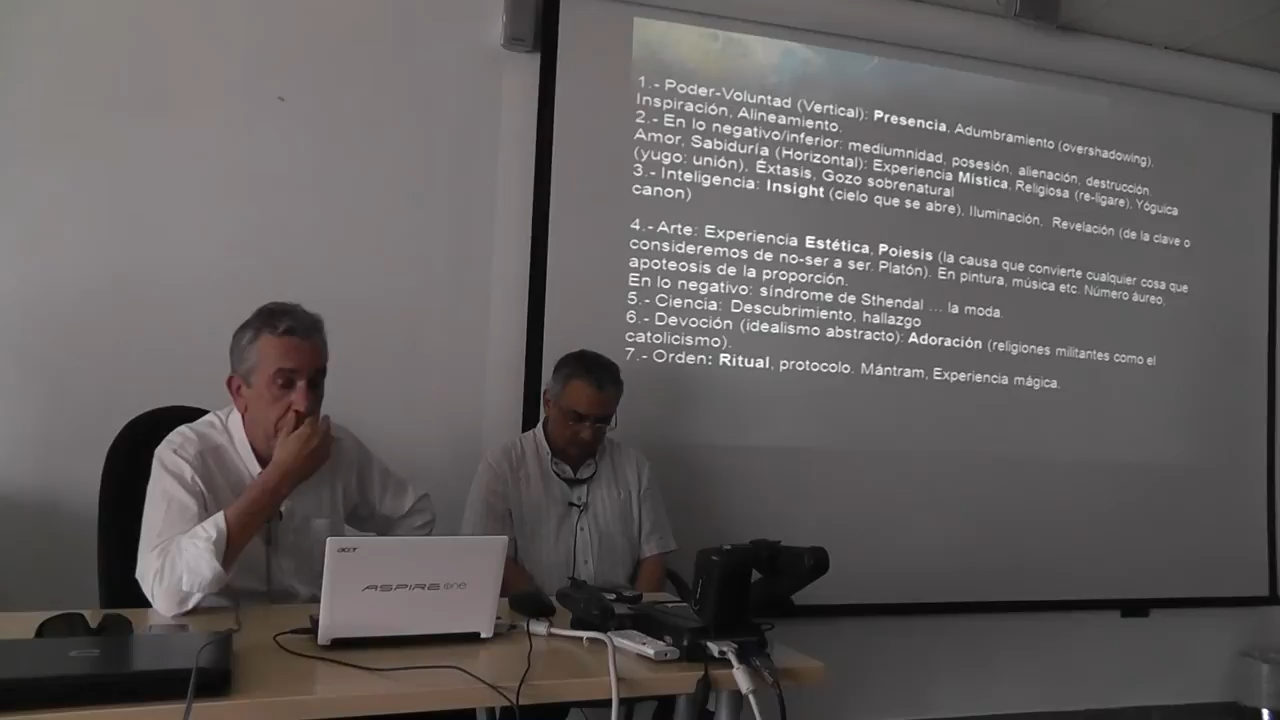 1.- Poder-Voluntad (Vertical): Presencia, Adumbramiento (overshadowing).
Inspiración, Alineamiento.
2.- En lo negativo/inferior: mediumnidad, posesión, alienación, destrucción.
Amor, Sabiduría (Horizontal): Experiencia Mística, Religiosa (re-ligare), Yóguica
(yugo: unión), Éxtasis, Gozo sobrenatural
3.- Inteligencia: Insight (cielo que se abre), Iluminación, Revelación (de la clave o
canon)
4.- Arte: Experiencia Estética, Poiesis (la causa que convierte cualquier cosa que
consideremos de no-ser a ser. Platón). En pintura, música etc. Número áureo,
apoteosis de la proporción.
En lo negativo: síndrome de Sthendal ... la moda.
5.- Ciencia: Descubrimiento, hallazgo
6.- Devoción (idealismo abstracto): Adoración (religiones militantes como el
catolicismo).
7.- Orden: Ritual, protocolo. Mántram, Experiencia mágica.
acer
ASPIRE one